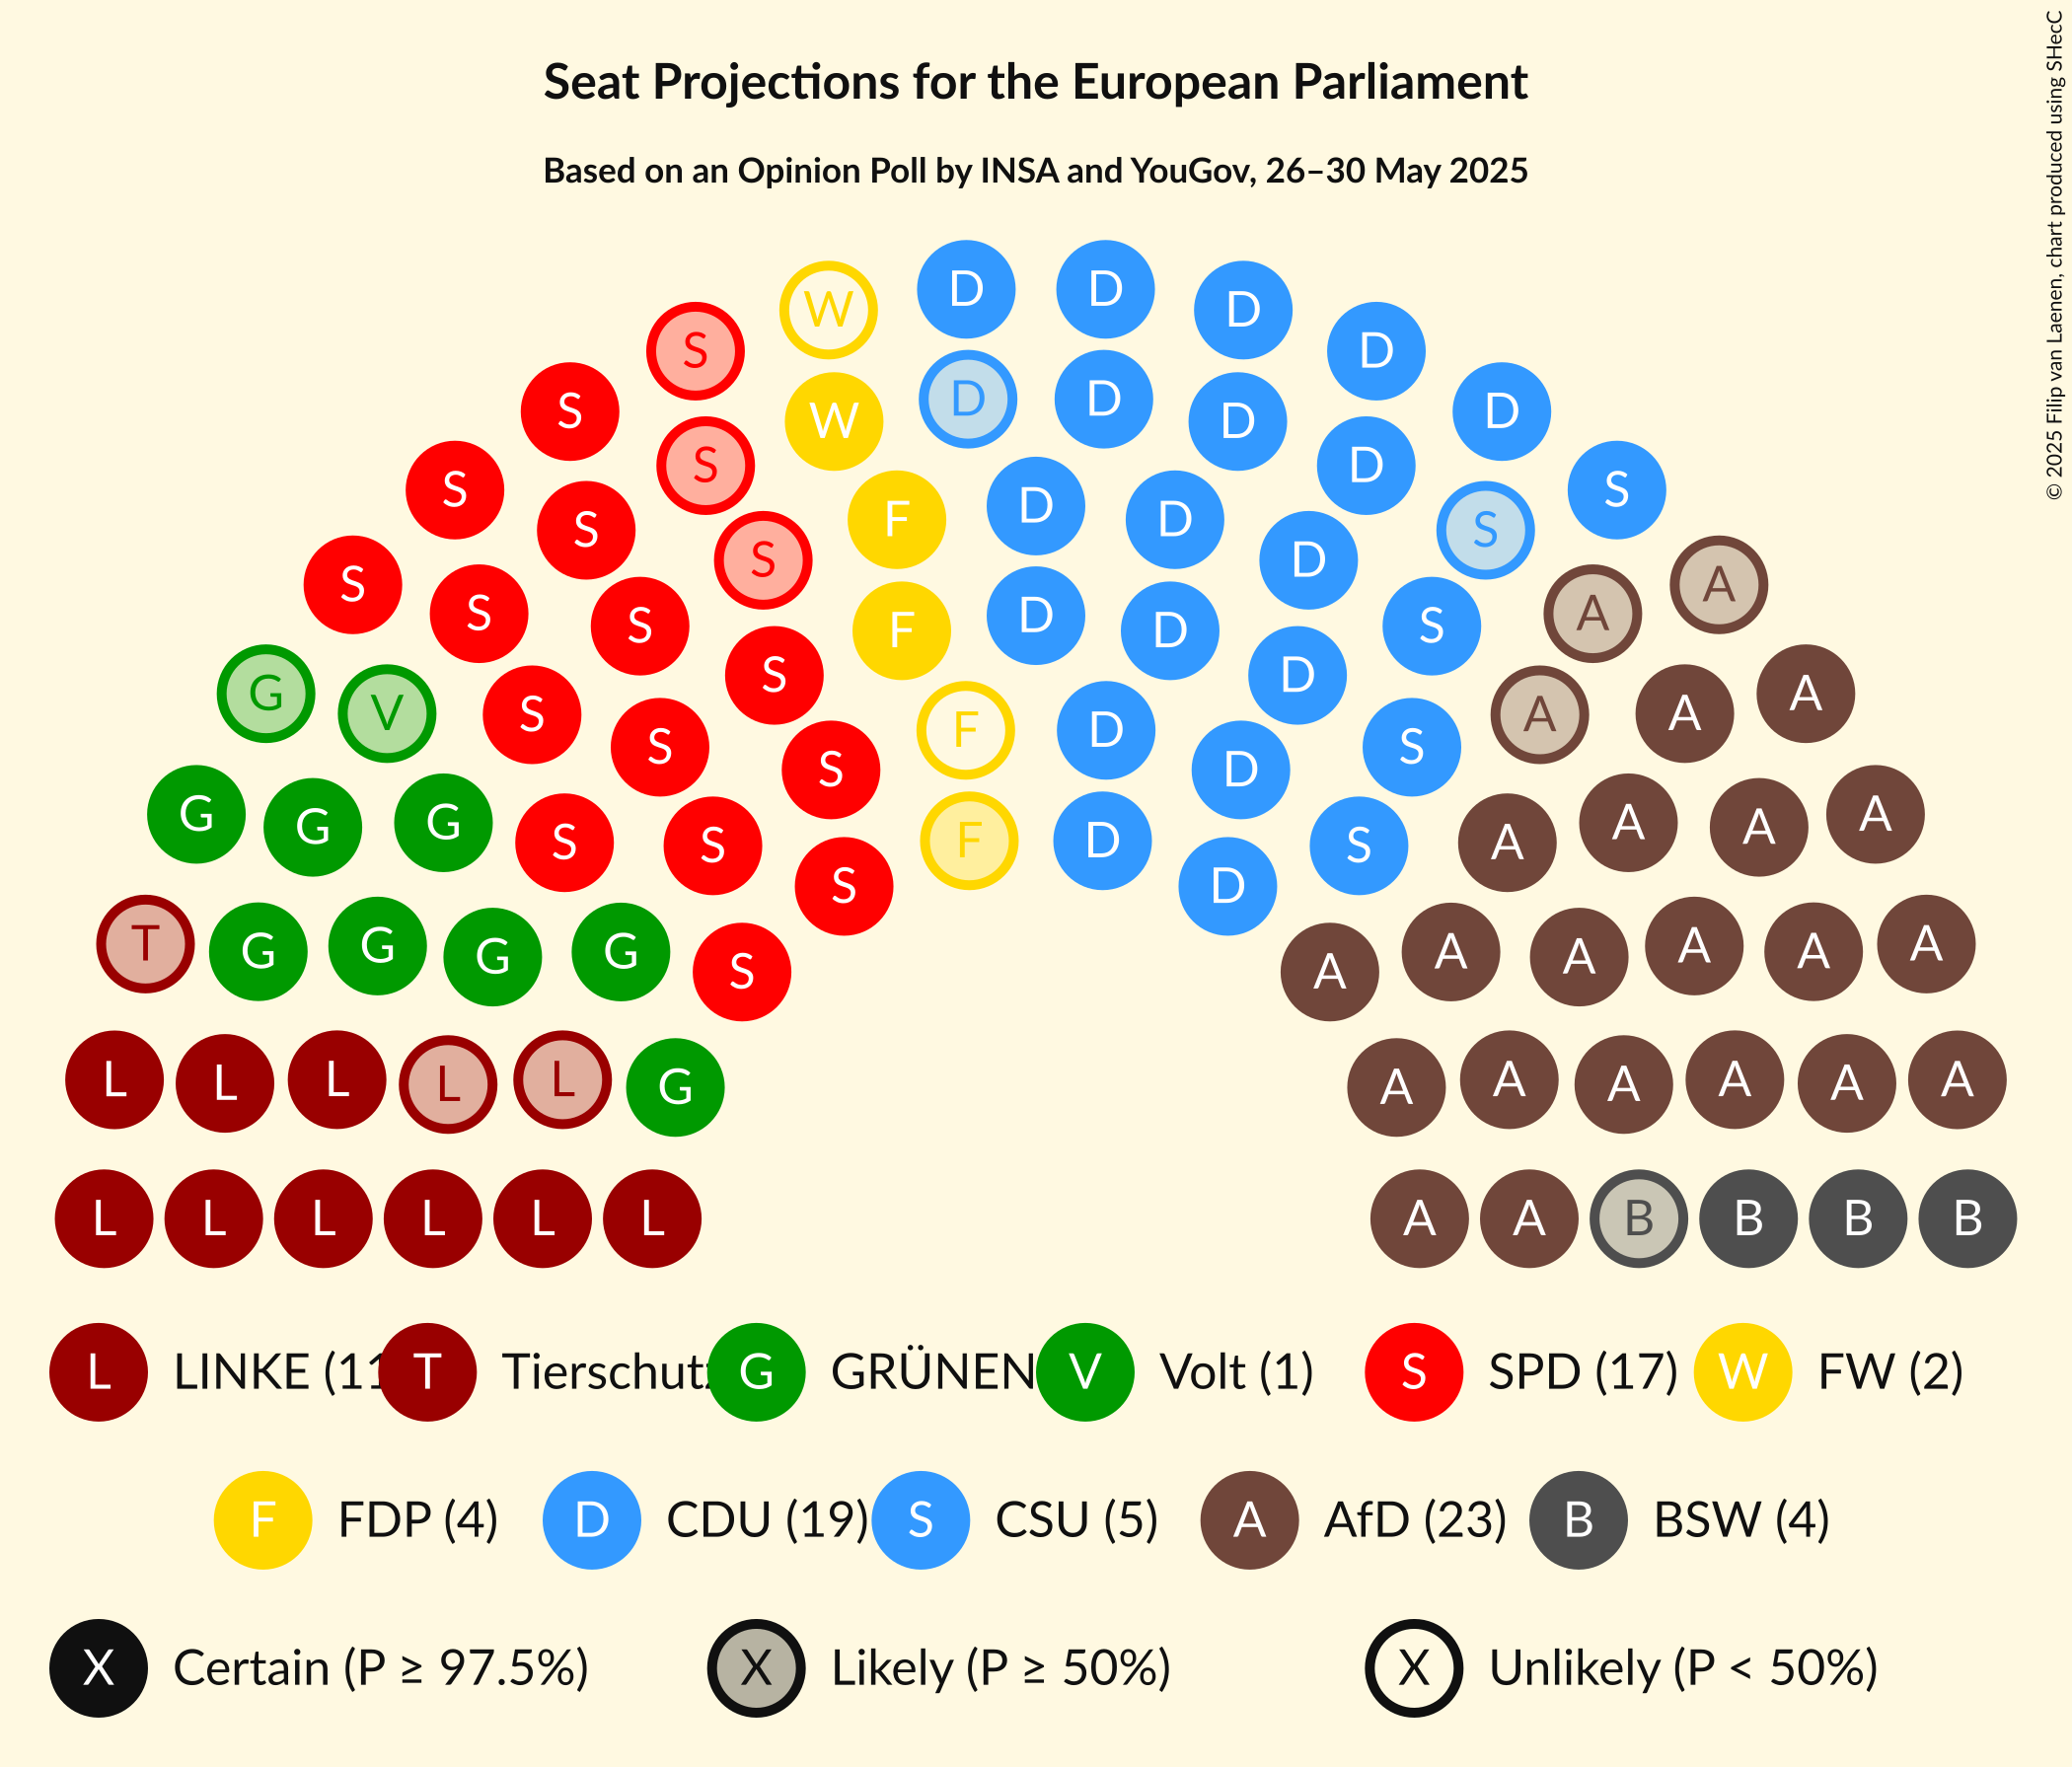 Seat Projections for the European Parliament
Based on an Opinion Poll by INSA and YouGov, 26–30 May 2025
© 2025 Filip van Laenen, chart produced using SHecC
D D
W D
S D
D D
S W D D
S D
S S
D
F D
S S
S D
S A
S D A
S F D S
S D
G A
V S F D A A
S S
S D
G G G A A A
S S F D S A
S D
T G G G G A A A A A
S A
L L L L L G A A A A A A
L L L L L L A A B B B B
L LINKE (11 T Tierschutz G GRÜNEN V Volt (1) S SPD (17) W FW (2)
F FDP (4) D CDU (19) S CSU (5) A AfD (23) B BSW (4)
X Certain (P ≥ 97.5%) X Likely (P ≥ 50%) X Unlikely (P < 50%)